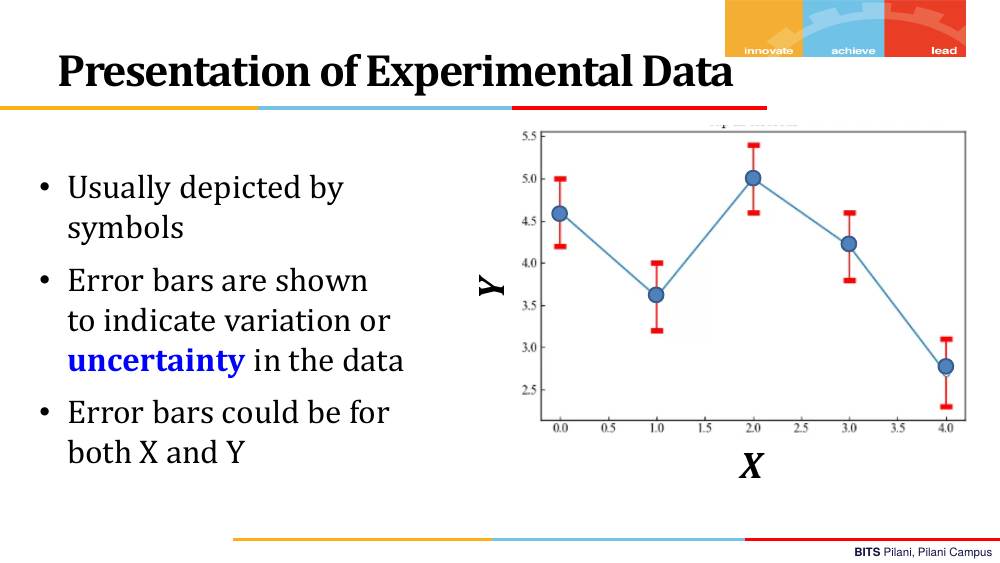 innovate achieve lead
Presentation of Experimental Data
• Usually depicted by
symbols
• Error bars are shown
to indicate variation or
uncertainty in the data
• Error bars could be for
both X and Y
5.5
5.0
4.5
4.0
3.5
3.0
2.5
Y
0.0 0.5 1.0 1.5 2.0 2.5 3.0 3.5 4.0
X
BITS Pilani, Pilani Campus